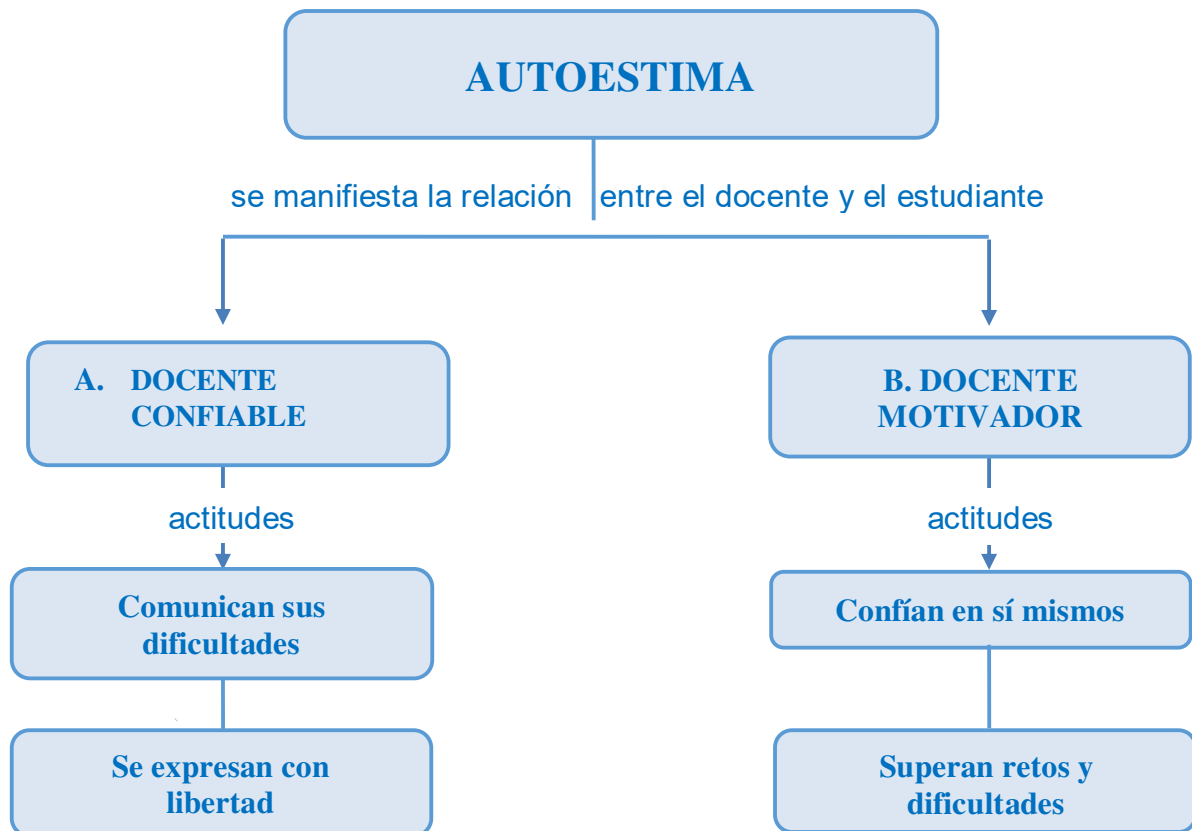 AUTOESTIMA
se manifiesta la relación entre el docente y el estudiante
A. DOCENTE
CONFIABLE
B. DOCENTE
MOTIVADOR
actitudes
actitudes
Comunican sus
dificultades
Confían en sí mismos
Se expresan con
libertad
Superan retos y
dificultades